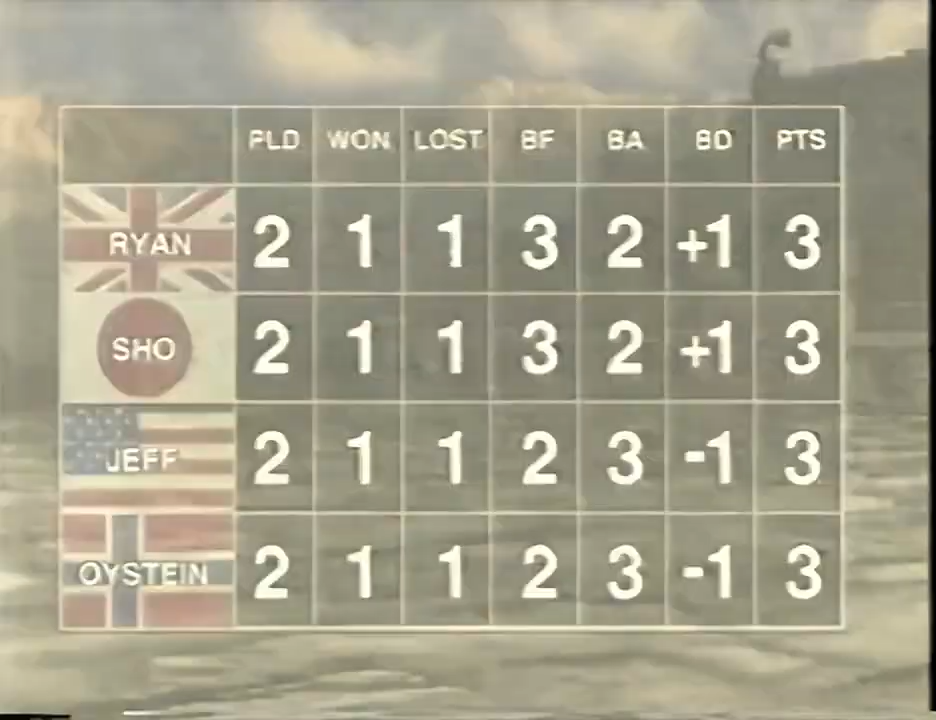 PLD WON LOST BF BA BD PTS
RYAN 2 1 1 3 2 +1 3
SHO 2 1 1 3 2 +1 3
JEFF 2 1 1 2 3 -1 3
OYSTEIN 2 1 1 2 3 -1 3